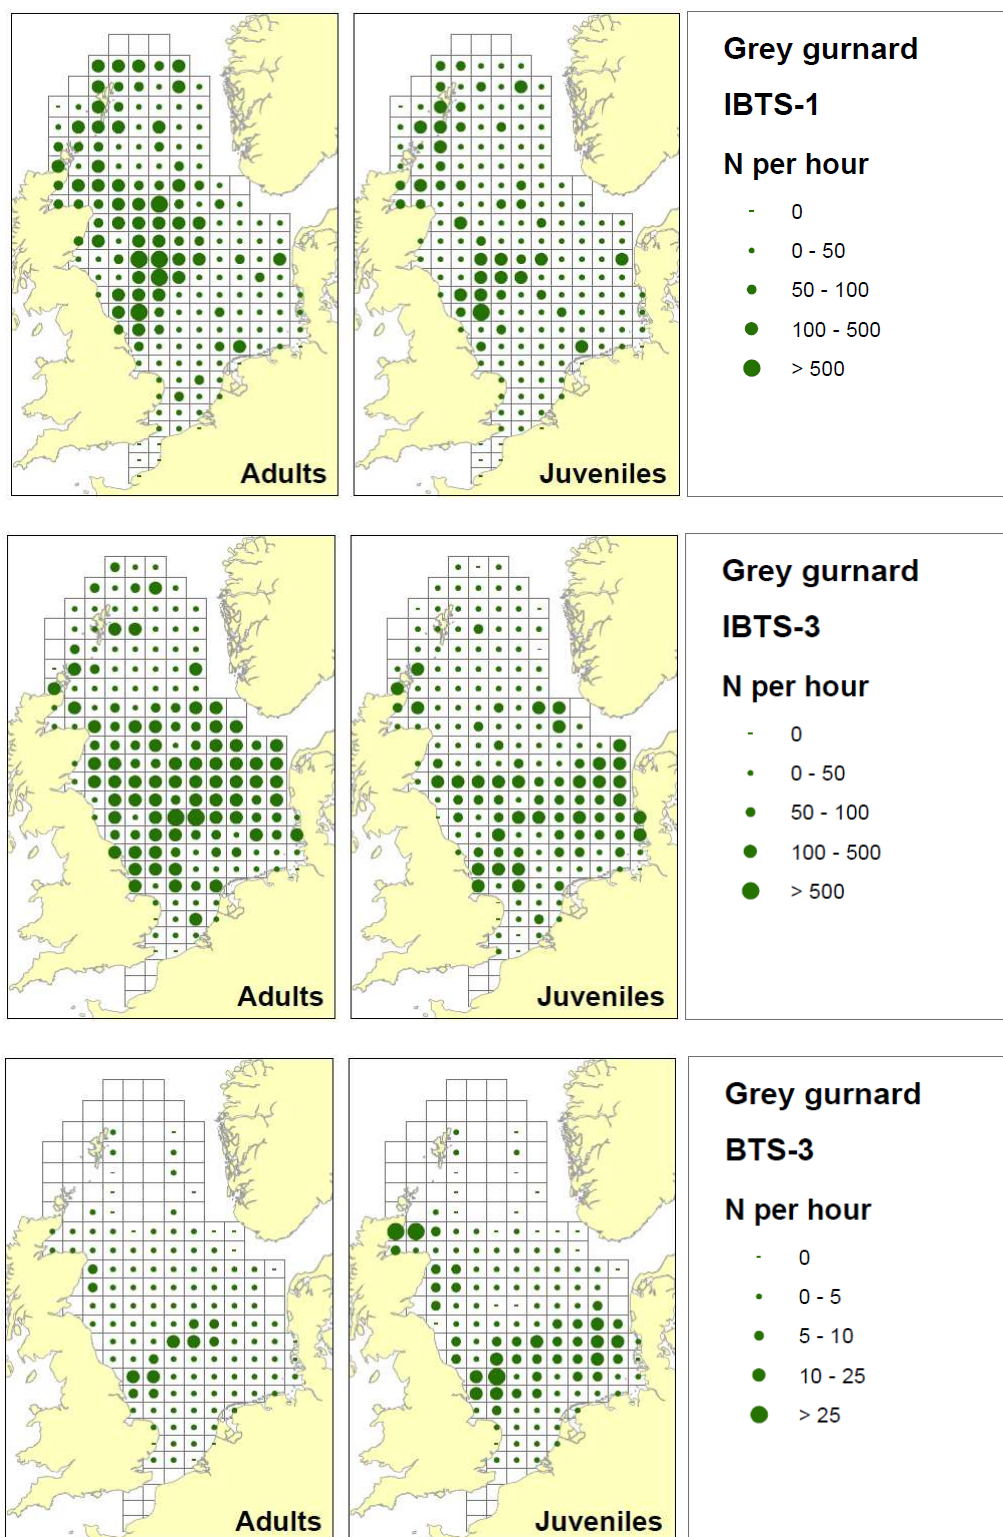 Adults
Juveniles
Grey gurnard
IBTS-1
N per hour
- 0
0 - 50
50 - 100
100 - 500
> 500
Adults
Juveniles
Grey gurnard
IBTS-3
N per hour
- 0
0 - 50
50 - 100
100 - 500
> 500
Adults
Juveniles
Grey gurnard
BTS-3
N per hour
- 0
0 - 5
5 - 10
10 - 25
> 25